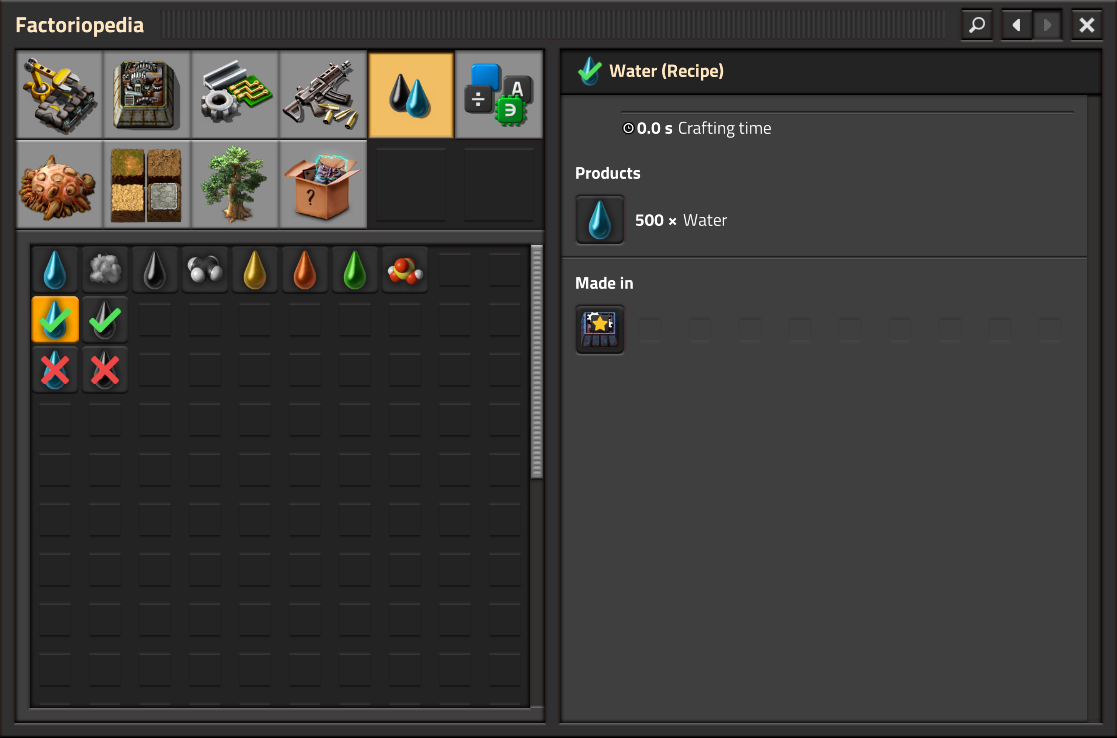 Factoriopedia
A
Water (Recipe)
0.0 s Crafting time
Products
500 × Water
Made in